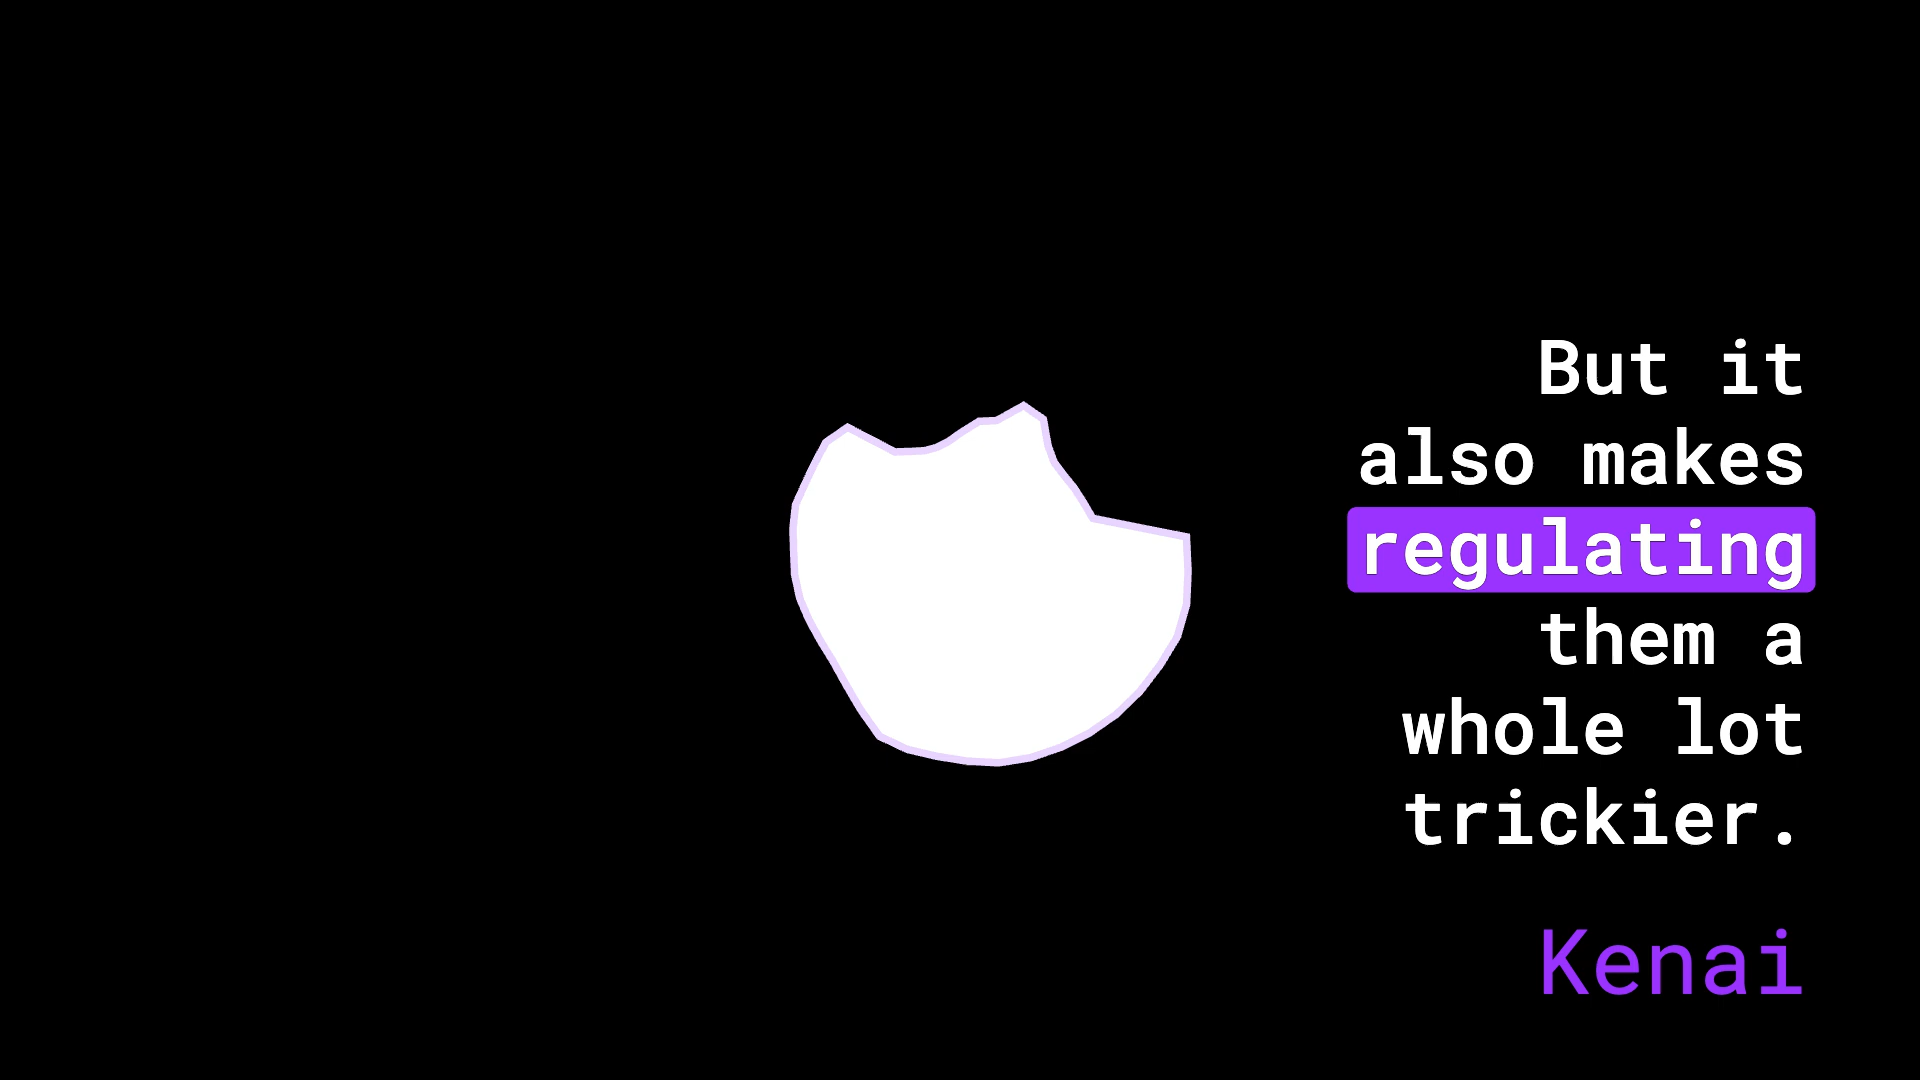 But it
also makes
regulating
them a
whole lot
trickier.
Kenai